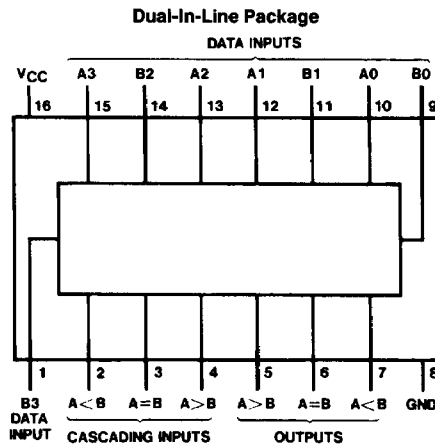 Dual-In-Line Package
DATA INPUTS
VCC A3 B2 A2 A1 B1 A0 B0
16 15 14 13 12 11 10 9
1 2 3 4 5 6 7 8
B3 A<B A=B A>B A>B A=B A<B GND
DATA
INPUT CASCADING INPUTS OUTPUTS